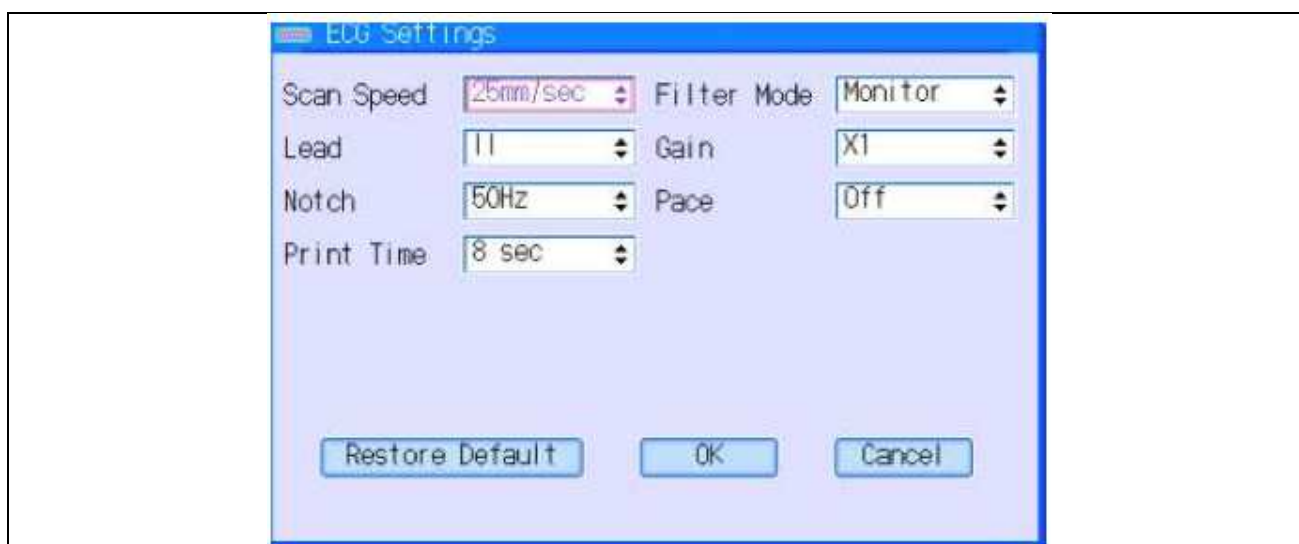 ECG Settings
Scan Speed 25mm/sec Filter Mode Monitor
Lead II Gain X1
Notch 50Hz Pace Off
Print Time 8 sec
Restore Default OK Cancel